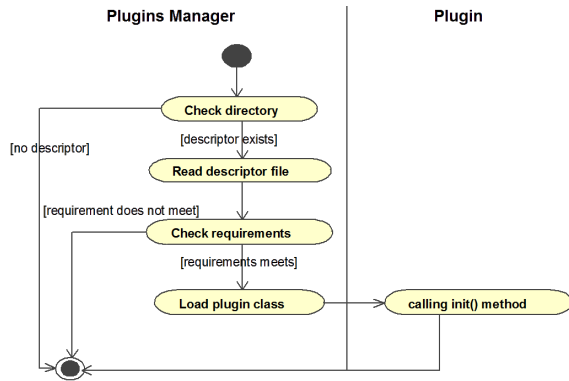 Plugins Manager
Plugin
Check directory
[descriptor exists]
[no descriptor]
Read descriptor file
[requirement does not meet]
Check requirements
[requirements meets]
Load plugin class
calling init() method